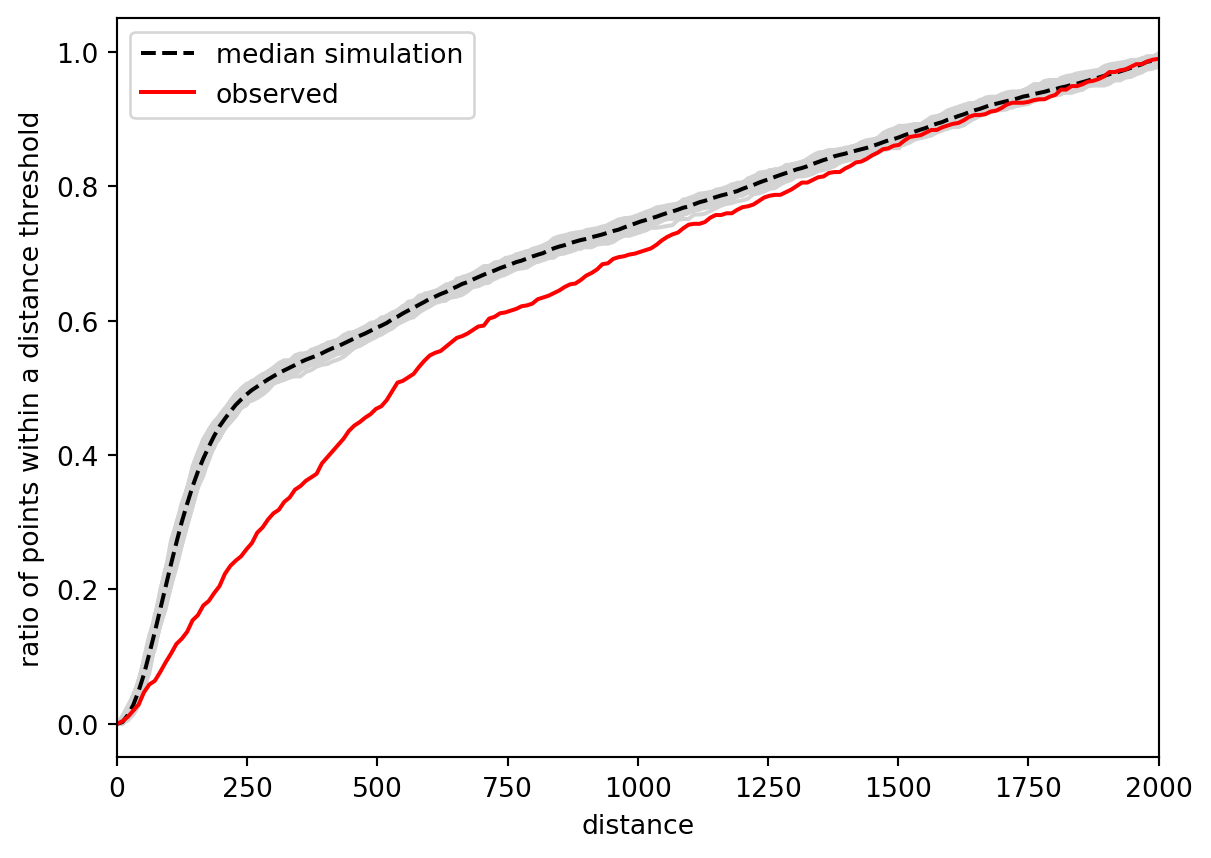 median simulation
observed
ratio of points within a distance threshold
1.0
0.8
0.6
0.4
0.2
0.0
0 250 500 750 1000 1250 1500 1750 2000
distance